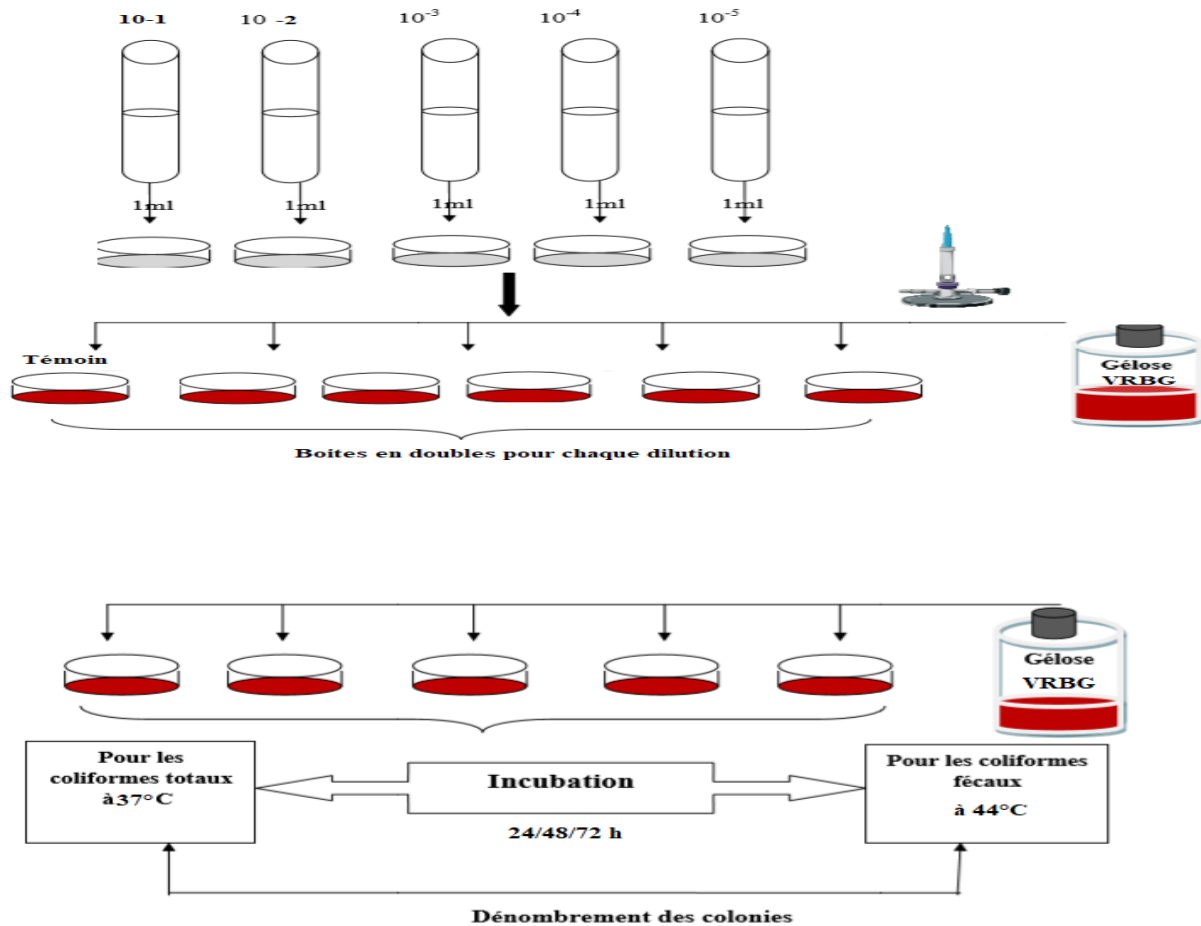 10-1 10 -2 10⁻³ 10⁻⁴ 10⁻⁵
1ml 1ml 1ml 1ml 1ml
Témoin
Gélose
VRBG
Boites en doubles pour chaque dilution
Gélose
VRBG
Pour les
coliformes totaux
à 37°C
Incubation
24/48/72 h
Pour les coliformes
fécaux
à 44°C
Dénombrement des colonies